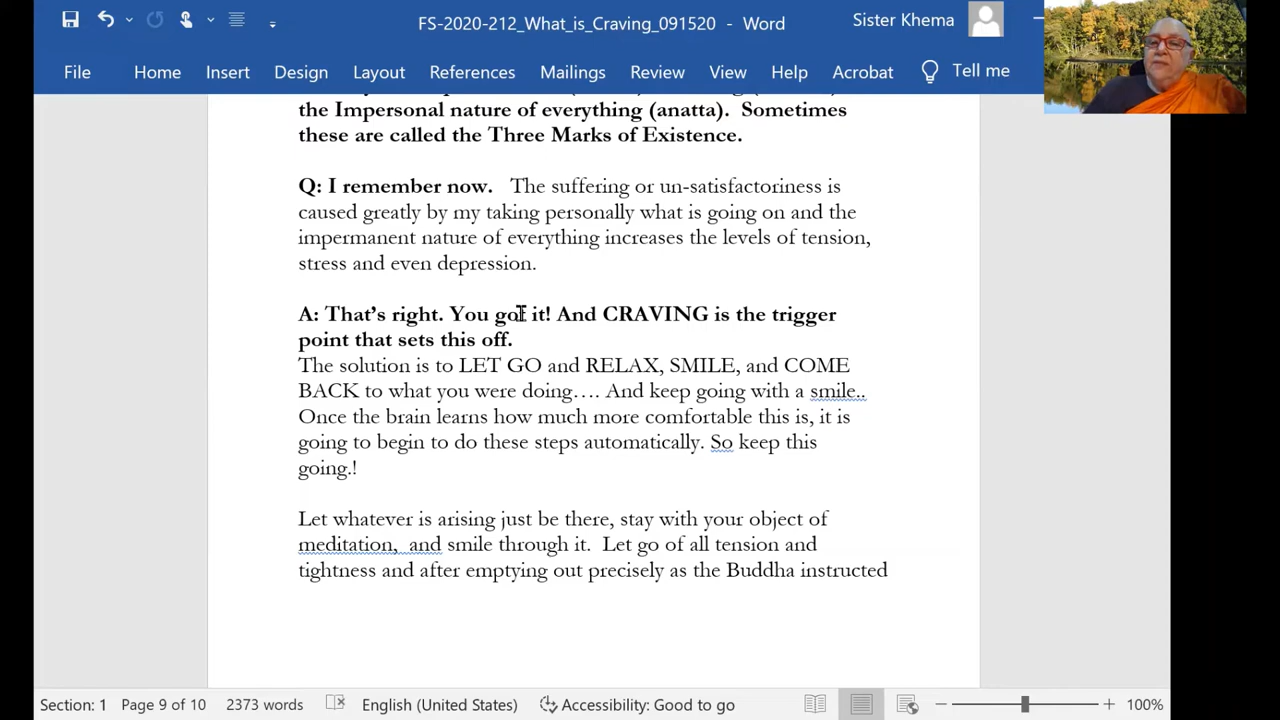 FS-2020-212_What_is_Craving_091520 - Word
Sister Khema
File Home Insert Design Layout References Mailings Review View Help Acrobat Tell me
the Impersonal nature of everything (anatta). Sometimes
these are called the Three Marks of Existence.
Q: I remember now. The suffering or un-satisfactoriness is
caused greatly by my taking personally what is going on and the
impermanent nature of everything increases the levels of tension,
stress and even depression.
A: That's right. You got it! And CRAVING is the trigger
point that sets this off.
The solution is to LET GO and RELAX, SMILE, and COME
BACK to what you were doing…. And keep going with a smile..
Once the brain learns how much more comfortable this is, it is
going to begin to do these steps automatically. So keep this
going.!
Let whatever is arising just be there, stay with your object of
meditation, and smile through it. Let go of all tension and
tightness and after emptying out precisely as the Buddha instructed
Section: 1 Page 9 of 10 2373 words English (United States) Accessibility: Good to go 100%